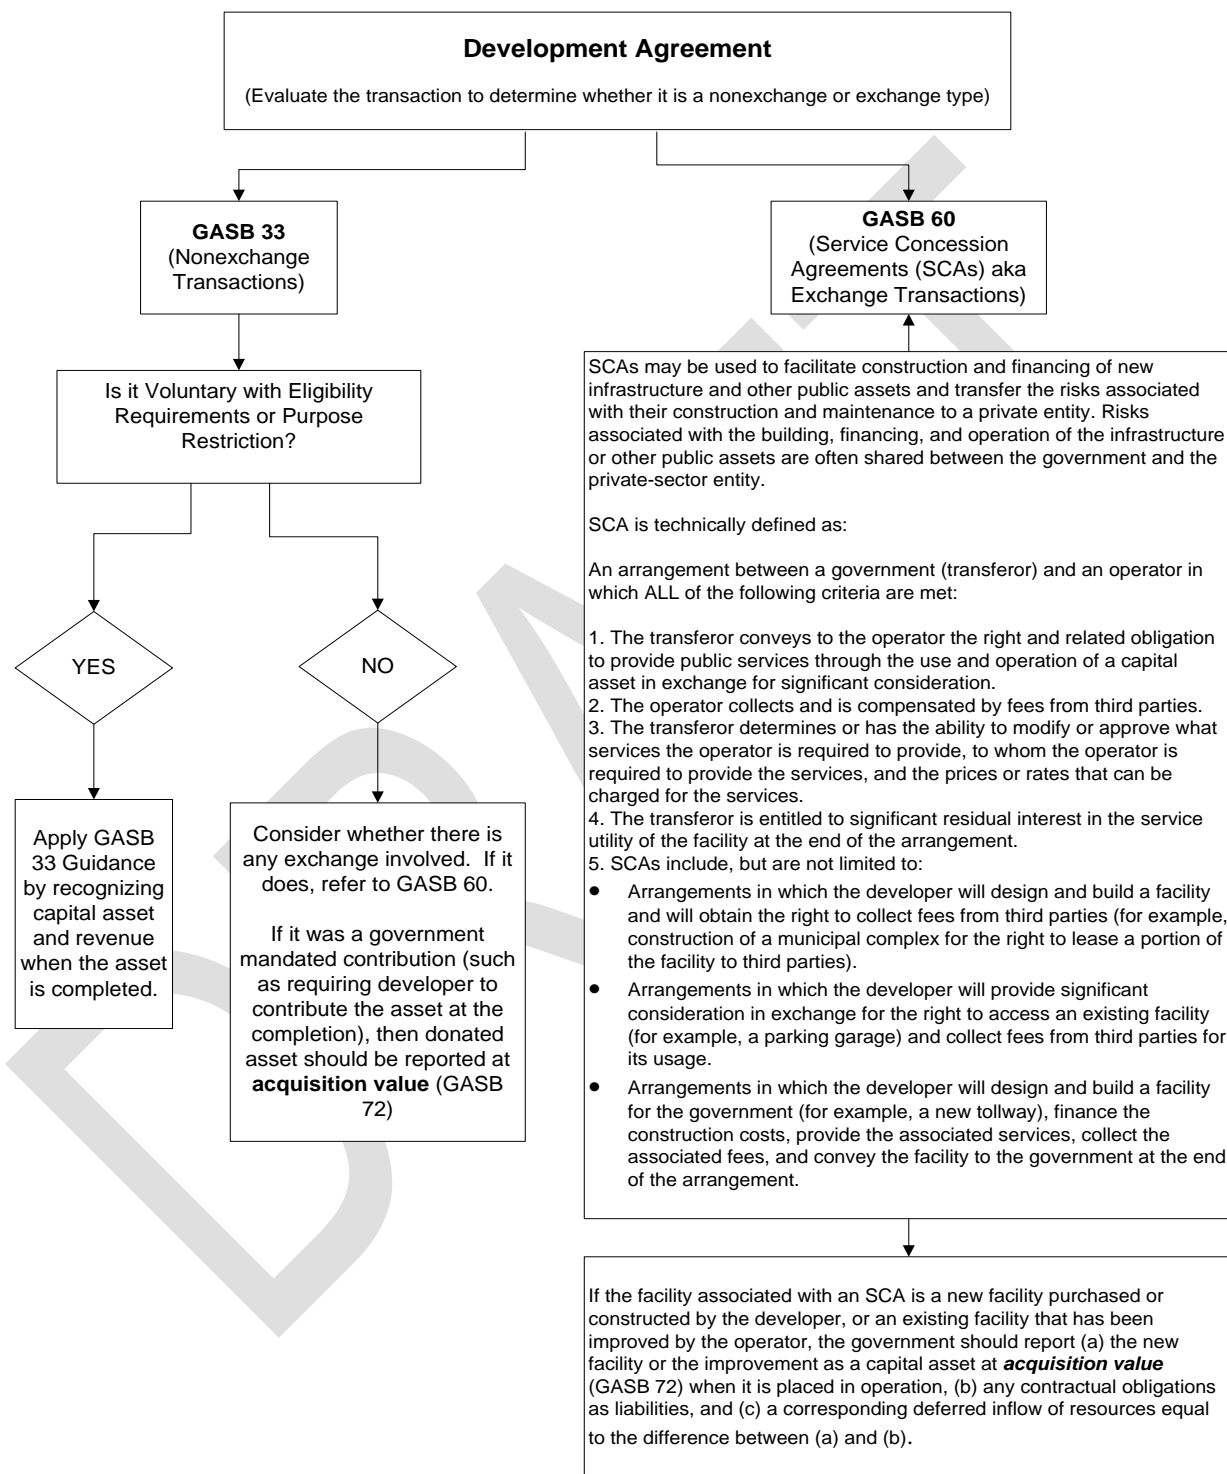 Development Agreement
(Evaluate the transaction to determine whether it is a nonexchange or exchange type)
GASB 33
(Nonexchange
Transactions)
GASB 60
(Service Concession
Agreements (SCAs) aka
Exchange Transactions)
Is it Voluntary with Eligibility
Requirements or Purpose
Restriction?
YES
NO
Apply GASB
33 Guidance
by recognizing
capital asset
and revenue
when the asset
is completed.
Consider whether there is
any exchange involved.  If it
does, refer to GASB 60.
If it was a government
mandated contribution (such
as requiring developer to
contribute the asset at the
completion), then donated
asset should be reported at
acquisition value (GASB
72)
SCAs may be used to facilitate construction and financing of new
infrastructure and other public assets and transfer the risks associated
with their construction and maintenance to a private entity. Risks
associated with the building, financing, and operation of the infrastructure
or other public assets are often shared between the government and the
private-sector entity.
SCA is technically defined as:
An arrangement between a government (transferor) and an operator in
which ALL of the following criteria are met:
1. The transferor conveys to the operator the right and related obligation
to provide public services through the use and operation of a capital
asset in exchange for significant consideration.
2. The operator collects and is compensated by fees from third parties.
3. The transferor determines or has the ability to modify or approve what
services the operator is required to provide, to whom the operator is
required to provide the services, and the prices or rates that can be
charged for the services.
4. The transferor is entitled to significant residual interest in the service
utility of the facility at the end of the arrangement.
5. SCAs include, but are not limited to:
● Arrangements in which the developer will design and build a facility
and will obtain the right to collect fees from third parties (for example,
construction of a municipal complex for the right to lease a portion of
the facility to third parties).
● Arrangements in which the developer will provide significant
consideration in exchange for the right to access an existing facility
(for example, a parking garage) and collect fees from third parties for
its usage.
● Arrangements in which the developer will design and build a facility
for the government (for example, a new tollway), finance the
construction costs, provide the associated services, collect the
associated fees, and convey the facility to the government at the end
of the arrangement.
If the facility associated with an SCA is a new facility purchased or
constructed by the developer, or an existing facility that has been
improved by the operator, the government should report (a) the new
facility or the improvement as a capital asset at acquisition value
(GASB 72) when it is placed in operation, (b) any contractual obligations
as liabilities, and (c) a corresponding deferred inflow of resources equal
to the difference between (a) and (b).
DRAFT